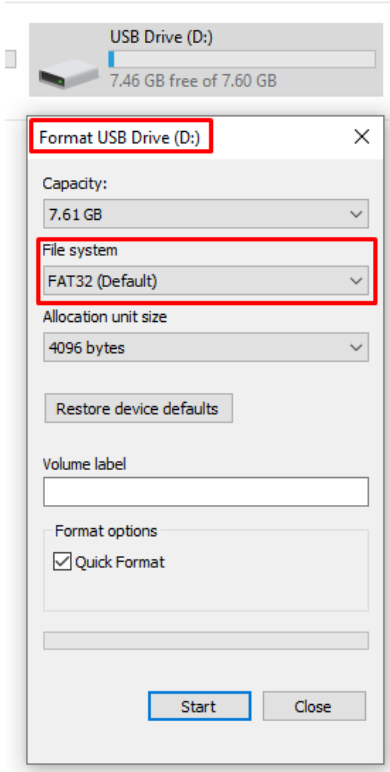 USB Drive (D:)
7.46 GB free of 7.60 GB
Format USB Drive (D:)
Capacity:
7.61 GB
File system
FAT32 (Default)
Allocation unit size
4096 bytes
Restore device defaults
Volume label
Format options
Quick Format
Start Close